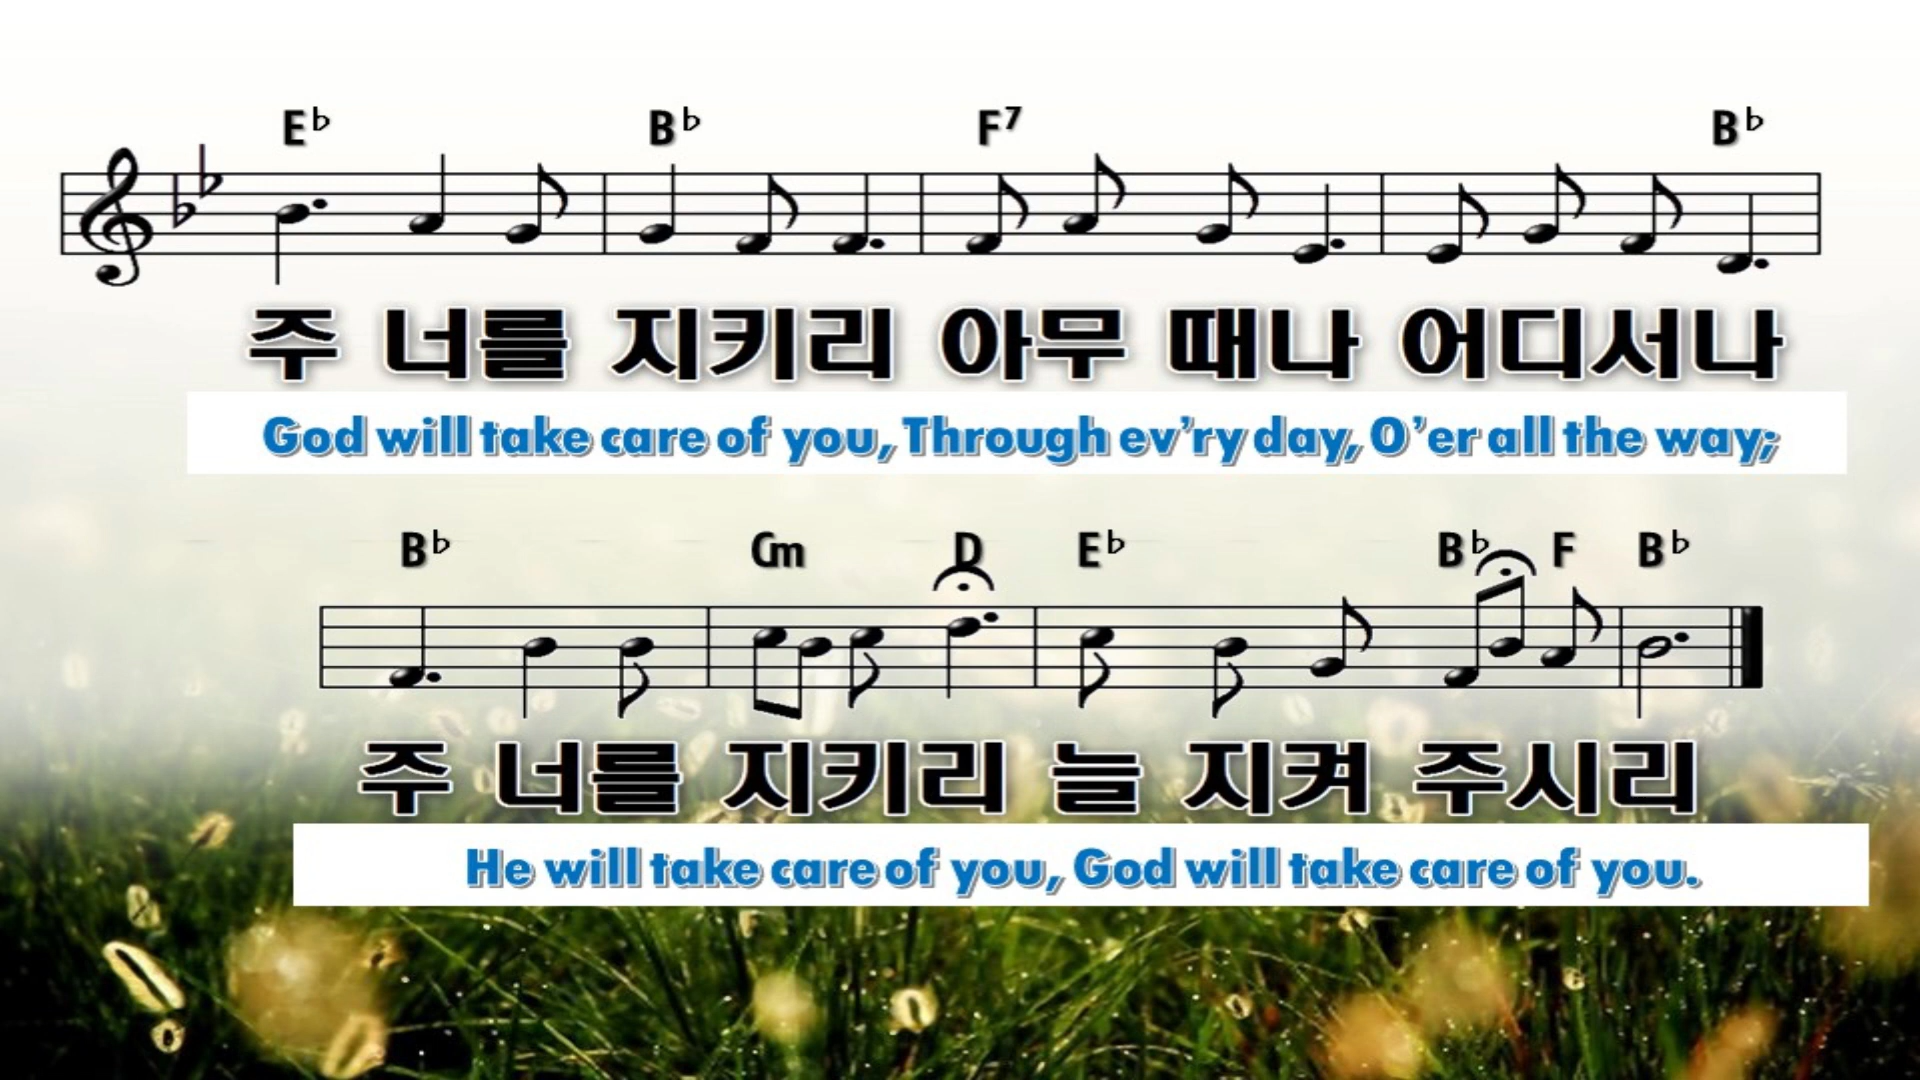 E♭ B♭ F7 B♭
주 너를 지키리 아무 때나 어디서나
God will take care of you, Through ev’ry day, O’er all the way;
B♭ Gm D E♭ B♭ F B♭
주 너를 지키리 늘 지켜 주시리
He will take care of you, God will take care of you.